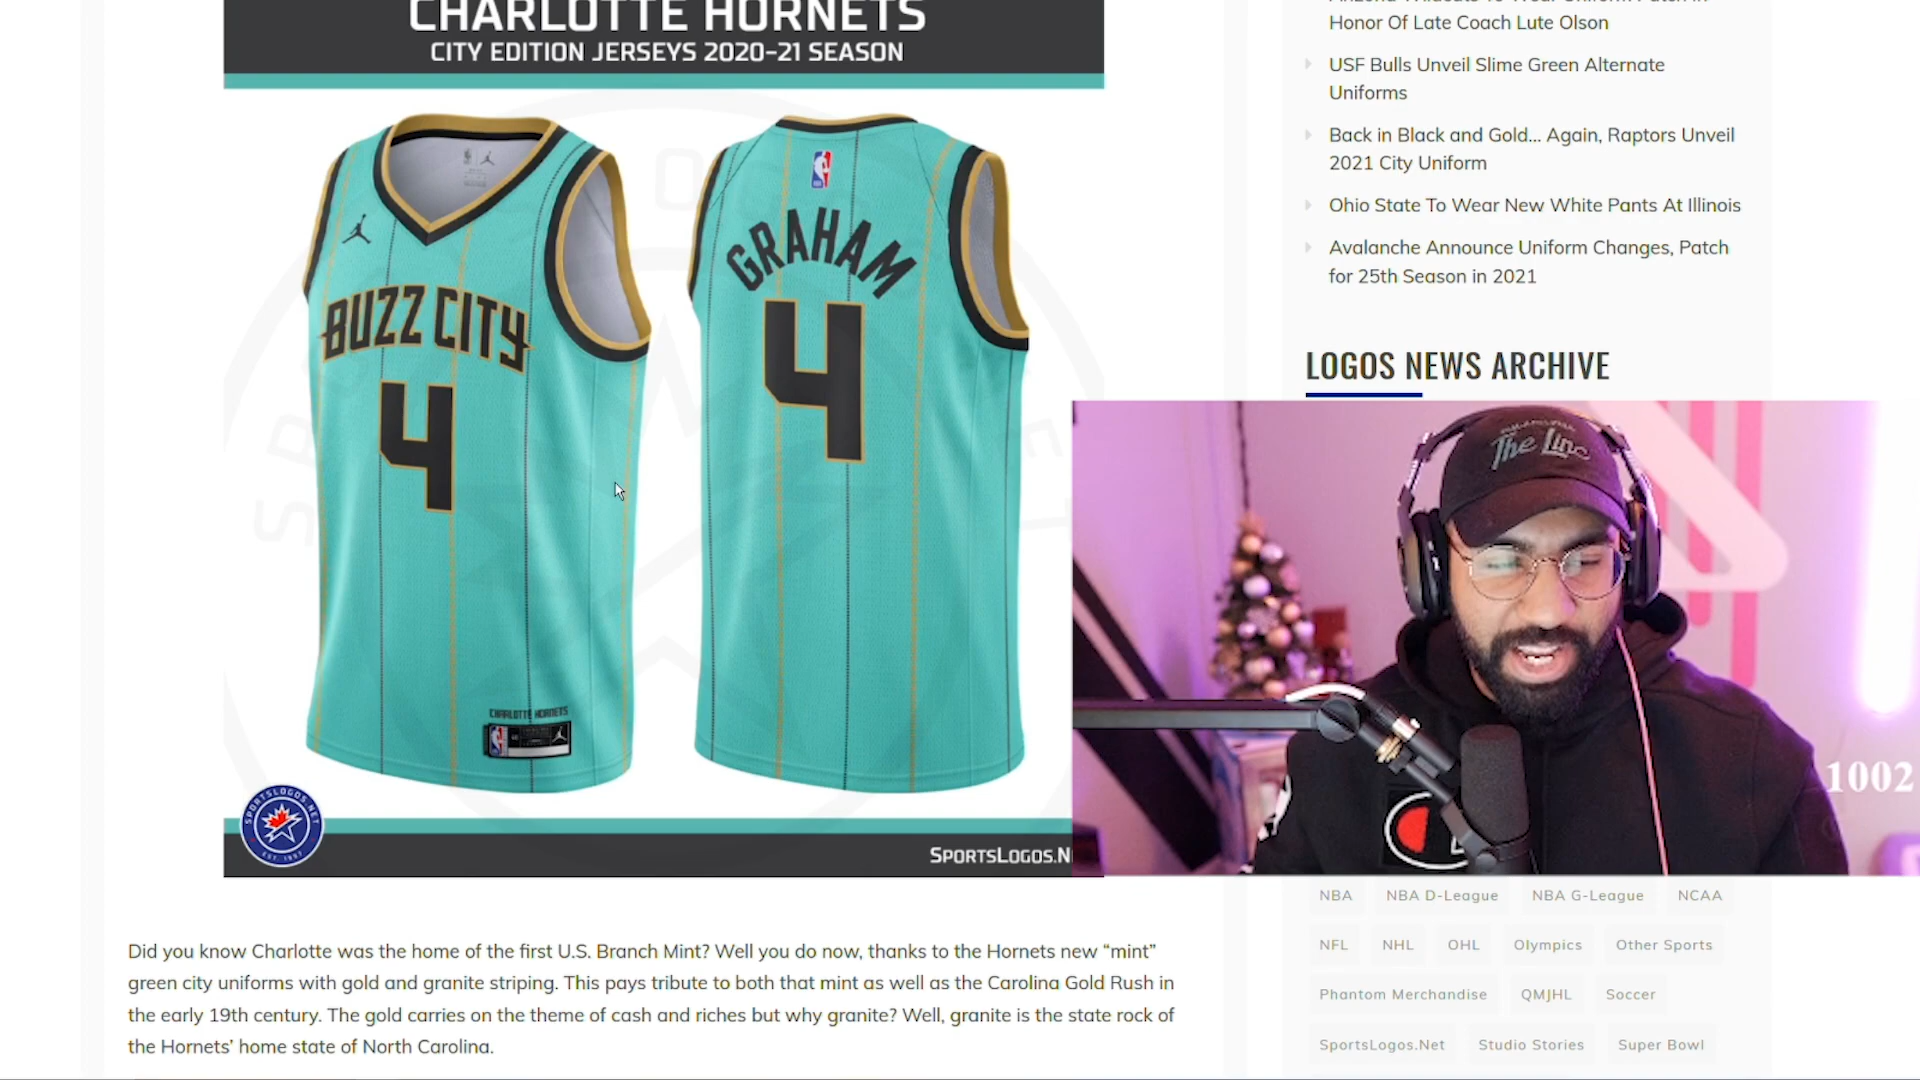 CHARLOTTE HORNETS
CITY EDITION JERSEYS 2020-21 SEASON
BUZZ CITY
4
CHARLOTTE HORNETS
GRAHAM
4
SPORTSLOGOS.NET
EST. 1997
SPORTSLOGOS.N
Did you know Charlotte was the home of the first U.S. Branch Mint? Well you do now, thanks to the Hornets new “mint”
green city uniforms with gold and granite striping. This pays tribute to both that mint as well as the Carolina Gold Rush in
the early 19th century. The gold carries on the theme of cash and riches but why granite? Well, granite is the state rock of
the Hornets’ home state of North Carolina.
Honor Of Late Coach Lute Olson
USF Bulls Unveil Slime Green Alternate
Uniforms
Back in Black and Gold... Again, Raptors Unveil
2021 City Uniform
Ohio State To Wear New White Pants At Illinois
Avalanche Announce Uniform Changes, Patch
for 25th Season in 2021
LOGOS NEWS ARCHIVE
The Linc
1002
NBA NBA D-League NBA G-League NCAA
NFL NHL OHL Olympics Other Sports
Phantom Merchandise QMJHL Soccer
SportsLogos.Net Studio Stories Super Bowl